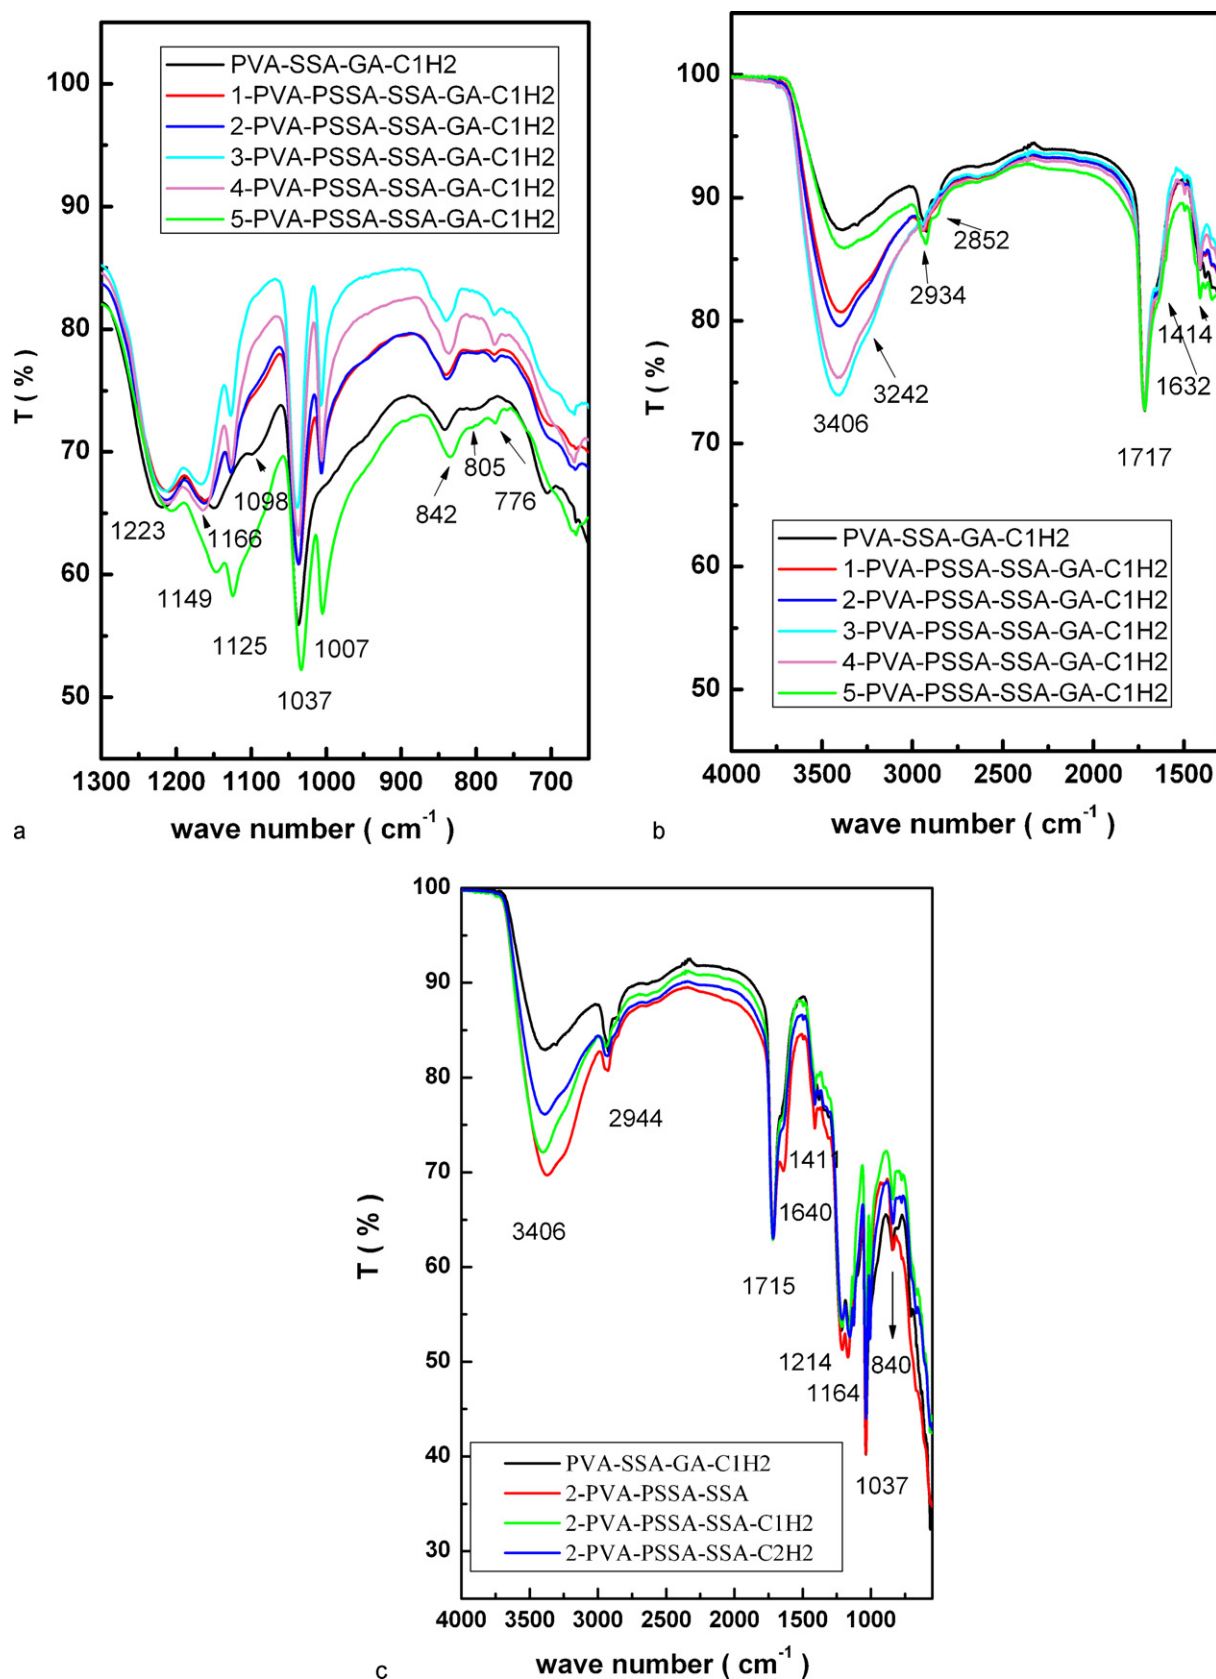 PVA-SSA-GA-C1H2
1-PVA-PSSA-SSA-GA-C1H2
2-PVA-PSSA-SSA-GA-C1H2
3-PVA-PSSA-SSA-GA-C1H2
4-PVA-PSSA-SSA-GA-C1H2
5-PVA-PSSA-SSA-GA-C1H2
100
90
80
70
60
50
T ( % )
1223
1166
1098
1149
1125
1037
1007
842
805
776
1300 1200 1100 1000 900 800 700
wave number ( cm⁻¹ )
a
100
90
80
70
60
50
T ( % )
2852
2934
3242
3406
1414
1632
1717
PVA-SSA-GA-C1H2
1-PVA-PSSA-SSA-GA-C1H2
2-PVA-PSSA-SSA-GA-C1H2
3-PVA-PSSA-SSA-GA-C1H2
4-PVA-PSSA-SSA-GA-C1H2
5-PVA-PSSA-SSA-GA-C1H2
4000 3500 3000 2500 2000 1500
wave number ( cm⁻¹ )
b
100
90
80
70
60
50
40
30
T ( % )
2944
3406
1411
1640
1715
1214
1164
840
1037
PVA-SSA-GA-C1H2
2-PVA-PSSA-SSA
2-PVA-PSSA-SSA-C1H2
2-PVA-PSSA-SSA-C2H2
4000 3500 3000 2500 2000 1500 1000
wave number ( cm⁻¹ )
c